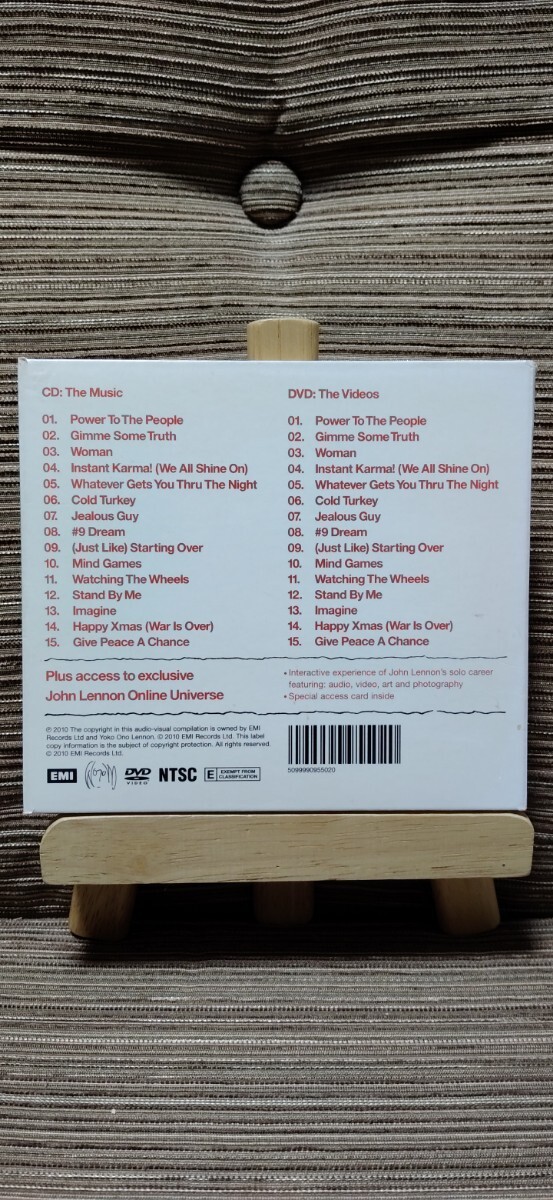 CD: The Music
01. Power To The People
02. Gimme Some Truth
03. Woman
04. Instant Karma! (We All Shine On)
05. Whatever Gets You Thru The Night
06. Cold Turkey
07. Jealous Guy
08. #9 Dream
09. (Just Like) Starting Over
10. Mind Games
11. Watching The Wheels
12. Stand By Me
13. Imagine
14. Happy Xmas (War Is Over)
15. Give Peace A Chance
DVD: The Videos
01. Power To The People
02. Gimme Some Truth
03. Woman
04. Instant Karma! (We All Shine On)
05. Whatever Gets You Thru The Night
06. Cold Turkey
07. Jealous Guy
08. #9 Dream
09. (Just Like) Starting Over
10. Mind Games
11. Watching The Wheels
12. Stand By Me
13. Imagine
14. Happy Xmas (War Is Over)
15. Give Peace A Chance
Plus access to exclusive
John Lennon Online Universe
• Interactive experience of John Lennon's solo career
featuring: audio, video, art and photography
• Special access card inside
℗ 2010 The copyright in this audio-visual compilation is owned by EMI
Records Ltd and Yoko Ono Lennon. © 2010 EMI Records Ltd. This label
copy information is the subject of copyright protection. All rights reserved.
© 2010 EMI Records Ltd.
EMI
DVD
VIDEO
NTSC
E EXEMPT FROM
CLASSIFICATION
5099990955020